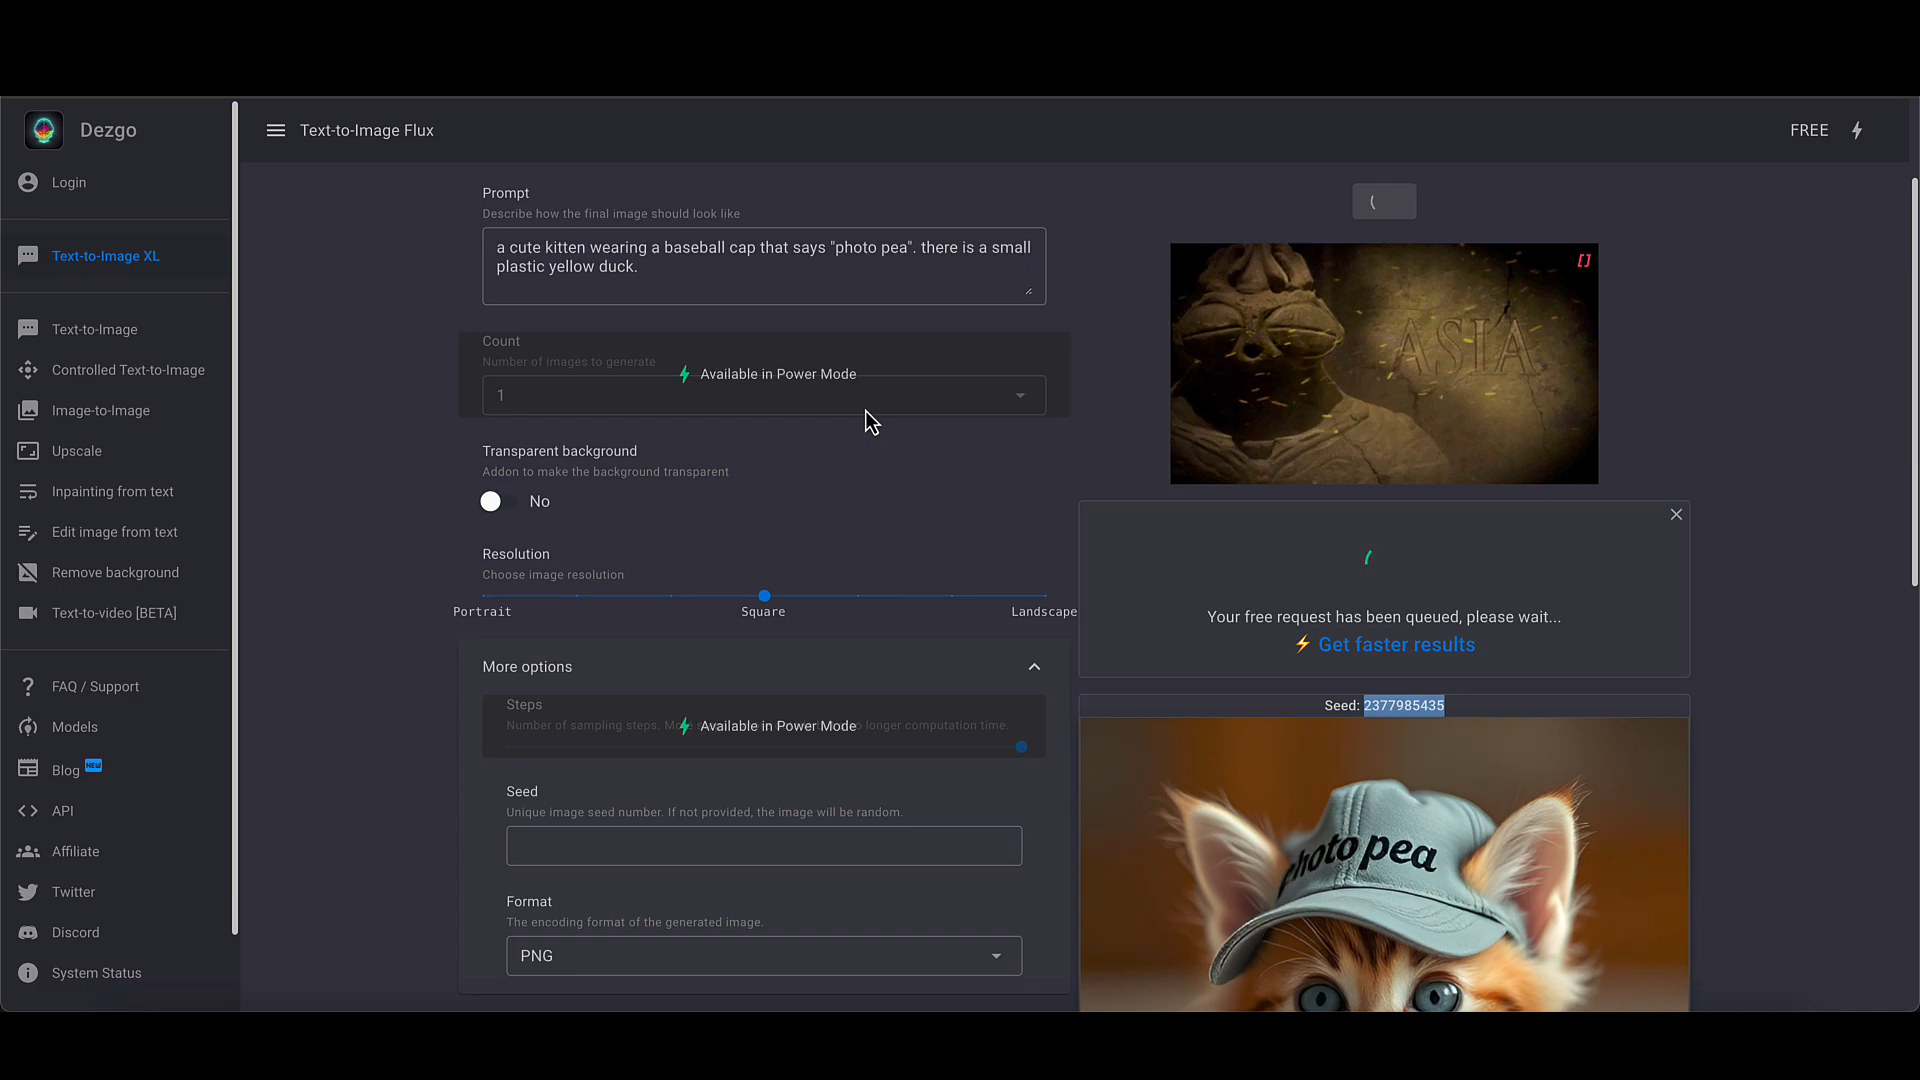 Dezgo
Login
Text-to-Image XL
Text-to-Image
Controlled Text-to-Image
Image-to-Image
Upscale
Inpainting from text
Edit image from text
Remove background
Text-to-video [BETA]
FAQ / Support
Models
Blog NEW
API
Affiliate
Twitter
Discord
System Status
Text-to-Image Flux
FREE
Prompt
Describe how the final image should look like
a cute kitten wearing a baseball cap that says "photo pea". there is a small
plastic yellow duck.
Count
Number of images to generate
Available in Power Mode
1
Transparent background
Addon to make the background transparent
No
Resolution
Choose image resolution
Portrait
Square
Landscape
More options
Steps
Number of sampling steps.
longer computation time.
Available in Power Mode
Seed
Unique image seed number. If not provided, the image will be random.
Format
The encoding format of the generated image.
PNG
ASIA
Your free request has been queued, please wait...
Get faster results
Seed: 2377985435
photo pea